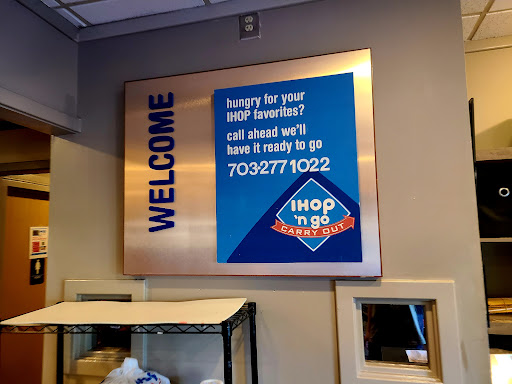 WELCOME
hungry for your
IHOP favorites?
call ahead we'll
have it ready to go
703-277 1022
IHOP
'n go
CARRY OUT